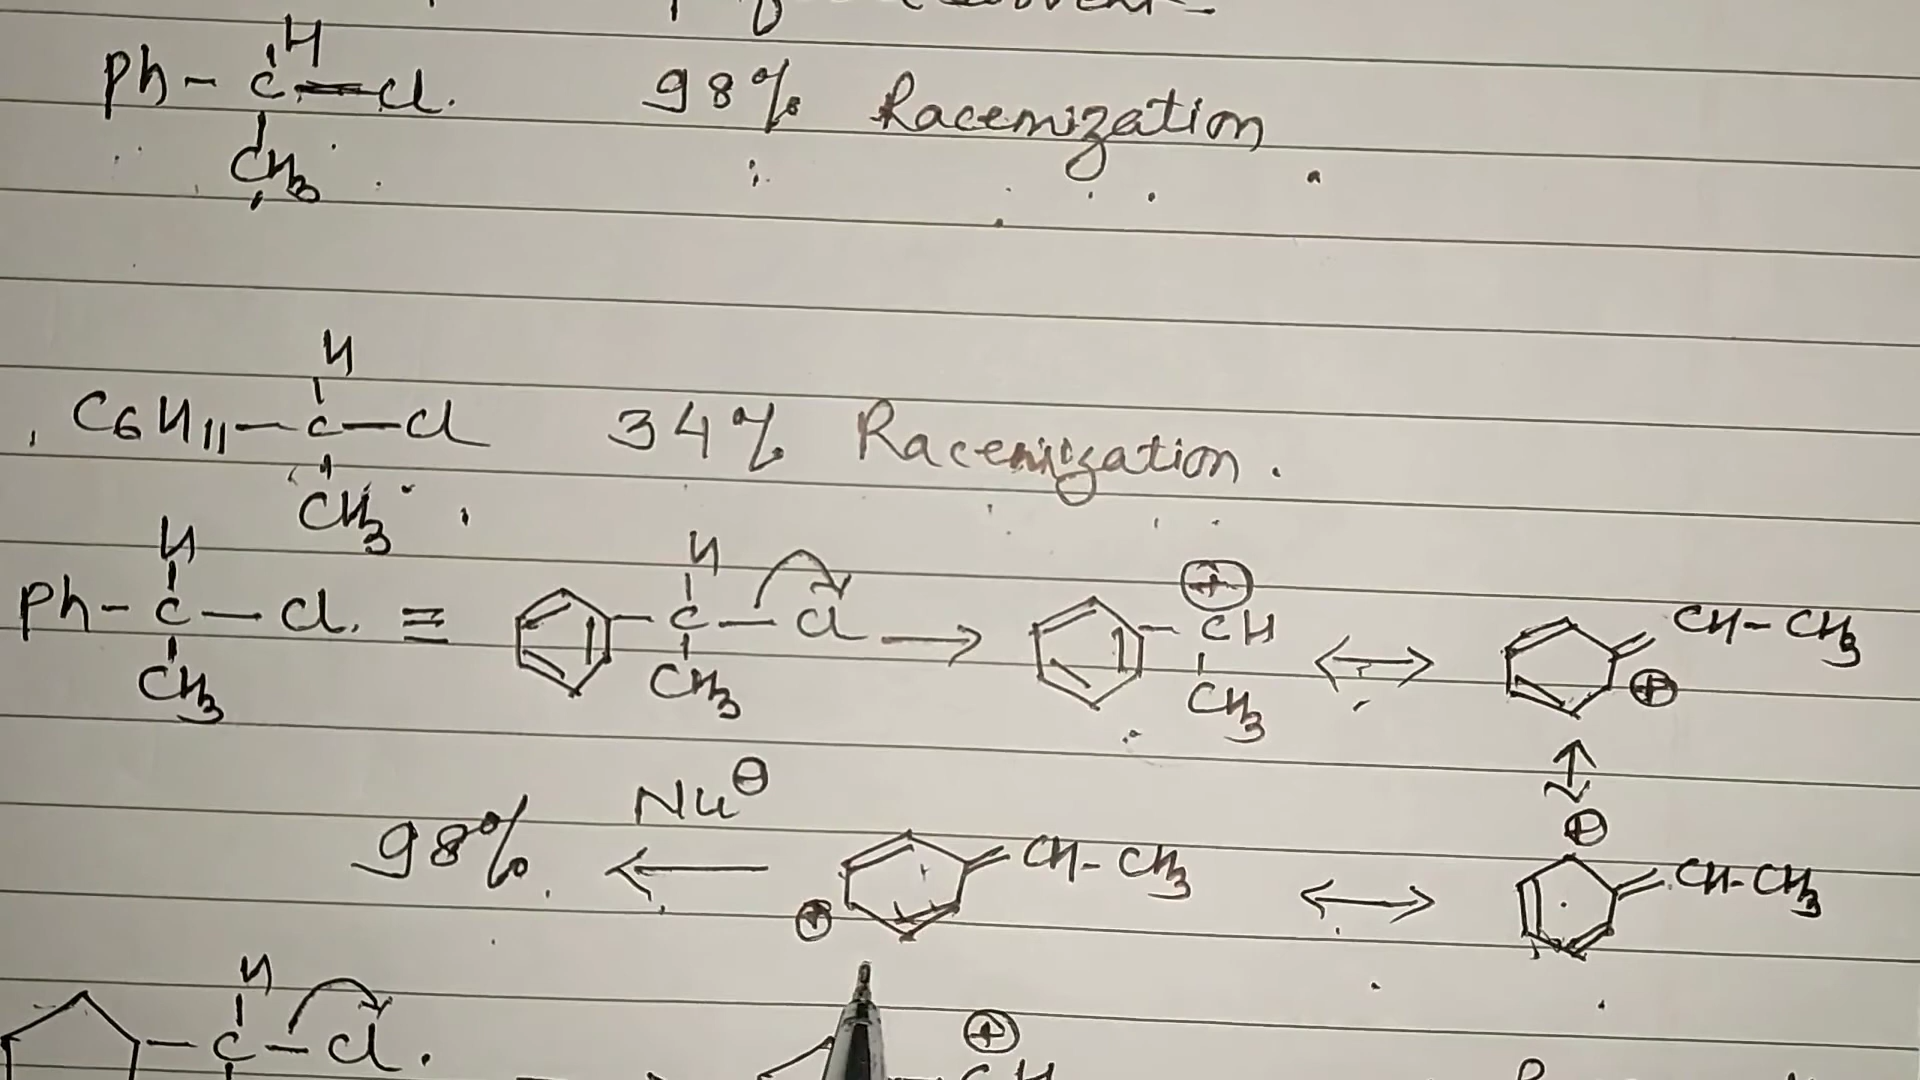 H
Ph - C - Cl. 98% Racemization
CH3
H
C6H11 - C - Cl 34% Racemization.
CH3
H H ⊕
Ph - C - Cl. ≡ C - Cl → CH ↔ CH - CH3
CH3 CH3 CH3 ⊕
↕
98% ← Nu⊖ CH - CH3 ↔ ⊕ CH - CH3
⊕
H ⊕
C - Cl. CH